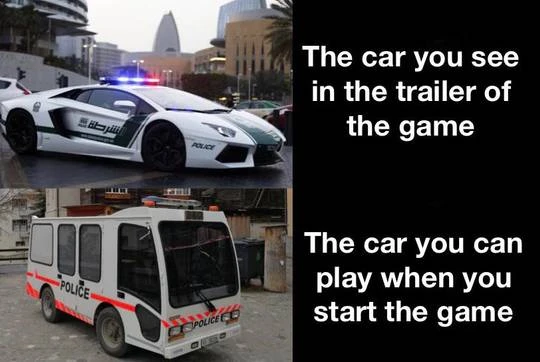 The car you see
in the trailer of
the game
شرطة
POLICE
The car you can
play when you
start the game
POLICE
POLICE